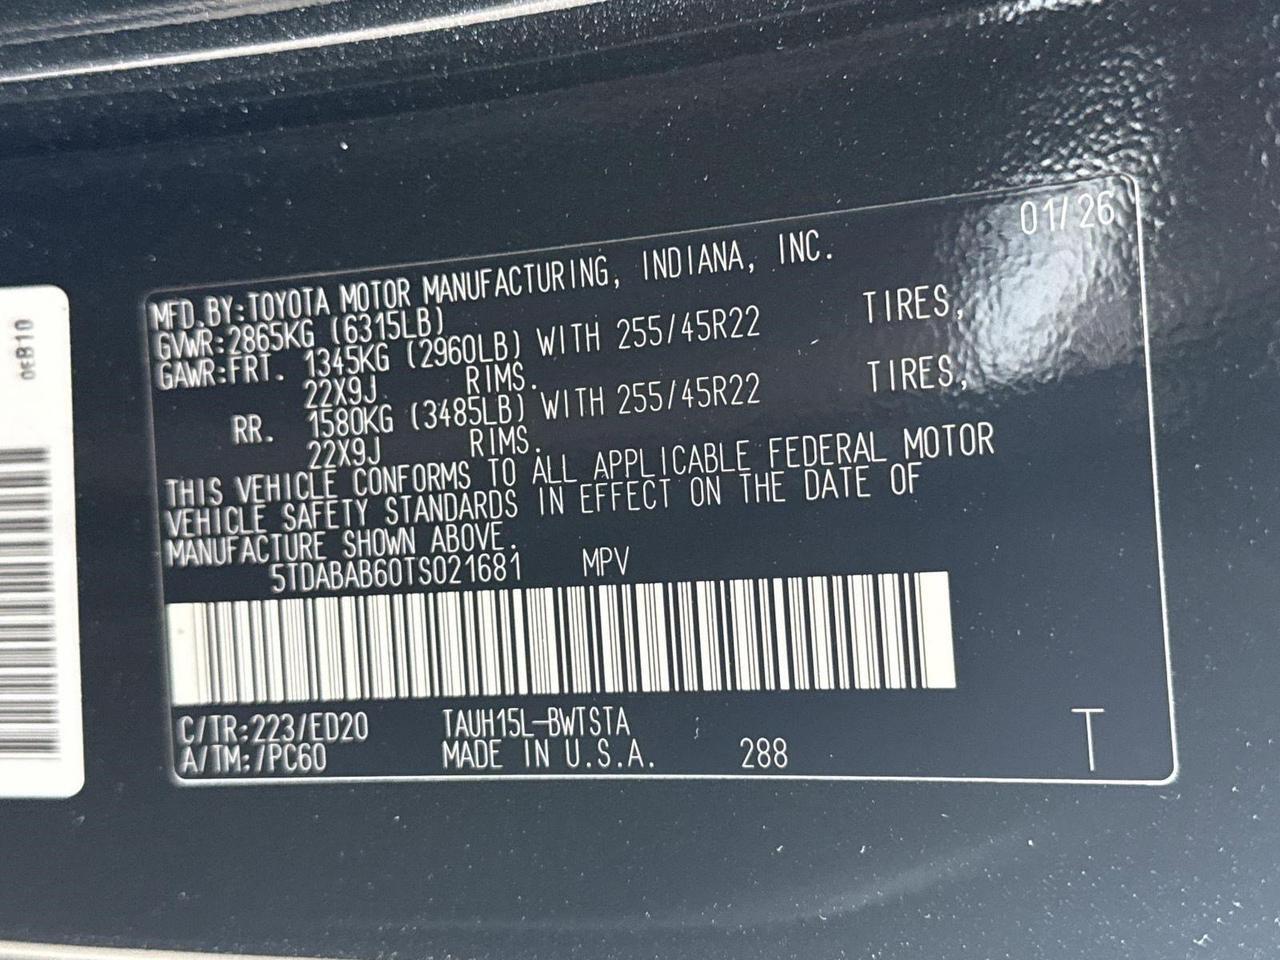 01/26
MFD.BY:TOYOTA MOTOR MANUFACTURING, INDIANA, INC.
GVWR:2865KG (6315LB)
GAWR:FRT. 1345KG (2960LB) WITH 255/45R22 TIRES,
22X9J RIMS.
RR. 1580KG (3485LB) WITH 255/45R22 TIRES,
22X9J RIMS.
THIS VEHICLE CONFORMS TO ALL APPLICABLE FEDERAL MOTOR
VEHICLE SAFETY STANDARDS IN EFFECT ON THE DATE OF
MANUFACTURE SHOWN ABOVE.
5TDABAB60TS021681 MPV
C/TR:223/ED20 TAUH15L-BWTSTA
A/TM:/PC60 MADE IN U.S.A. 288 T
0EB10